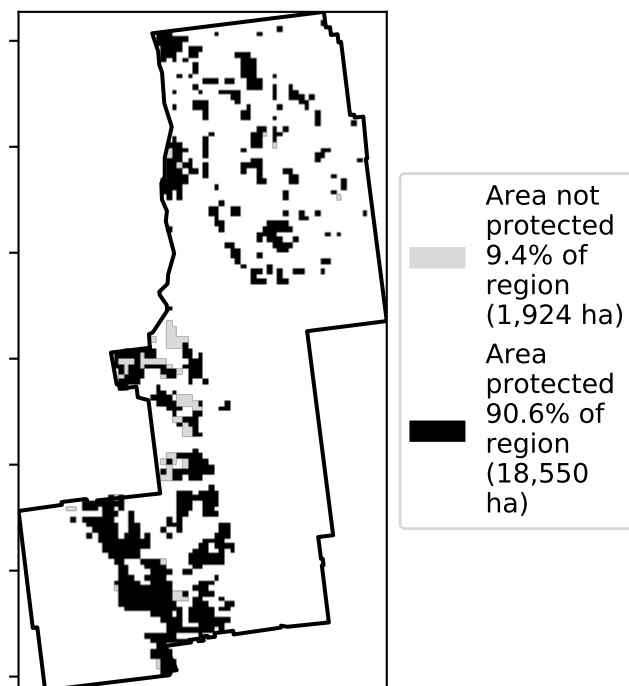 Area not
protected
9.4% of
region
(1,924 ha)
Area
protected
90.6% of
region
(18,550
ha)